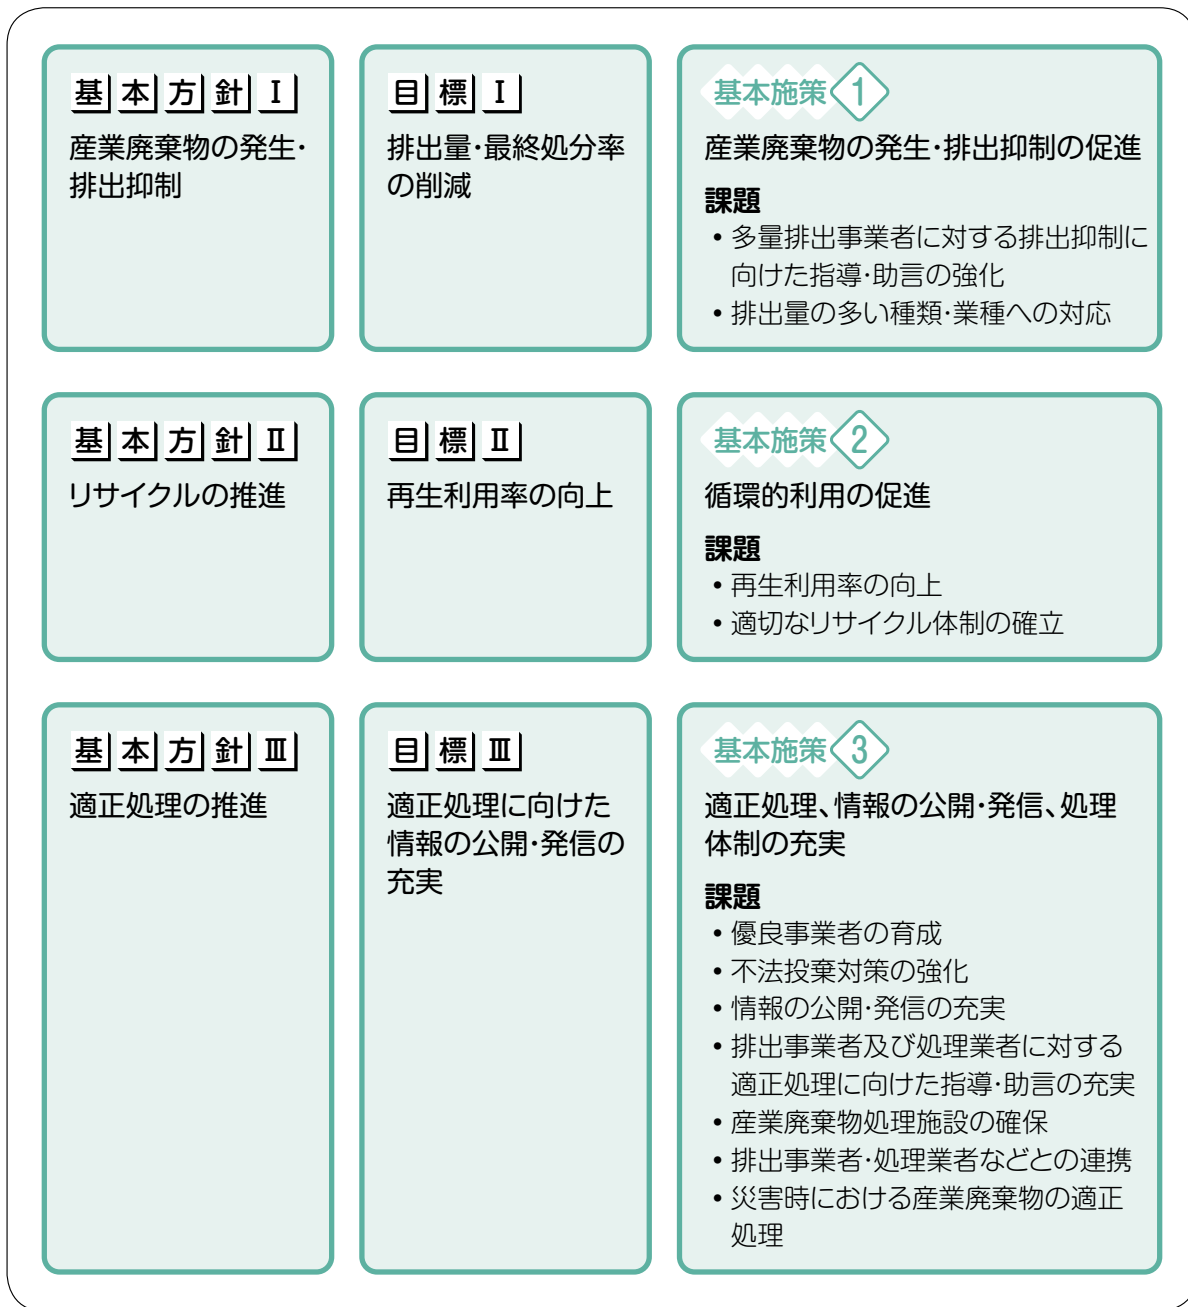 基本方針Ⅰ
産業廃棄物の発生・
排出抑制
目標Ⅰ
排出量・最終処分率
の削減
基本施策1
産業廃棄物の発生・排出抑制の促進
課題
・多量排出事業者に対する排出抑制に
向けた指導・助言の強化
・排出量の多い種類・業種への対応
基本方針Ⅱ
リサイクルの推進
目標Ⅱ
再生利用率の向上
基本施策2
循環的利用の促進
課題
・再生利用率の向上
・適切なリサイクル体制の確立
基本方針Ⅲ
適正処理の推進
目標Ⅲ
適正処理に向けた
情報の公開・発信の
充実
基本施策3
適正処理、情報の公開・発信、処理
体制の充実
課題
・優良事業者の育成
・不法投棄対策の強化
・情報の公開・発信の充実
・排出事業者及び処理業者に対する
適正処理に向けた指導・助言の充実
・産業廃棄物処理施設の確保
・排出事業者・処理業者などとの連携
・災害時における産業廃棄物の適正
処理